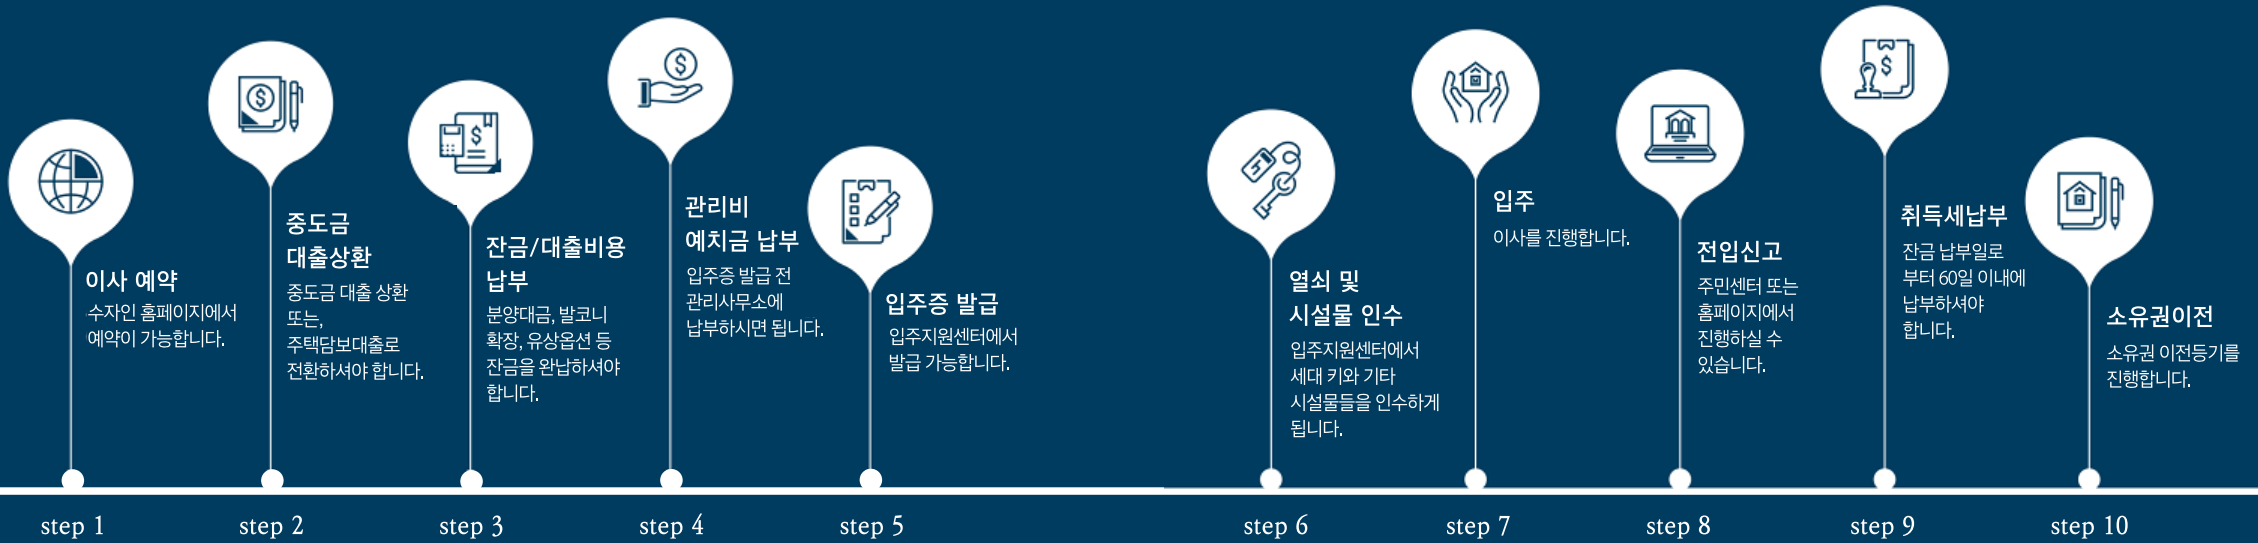 이사 예약
수자인 홈페이지에서
예약이 가능합니다.
중도금
대출상환
중도금 대출 상환
또는,
주택담보대출로
전환하셔야 합니다.
잔금/대출비용
납부
분양대금, 발코니
확장, 유상옵션 등
잔금을 완납하셔야
합니다.
관리비
예치금 납부
입주증 발급 전
관리사무소에
납부하시면 됩니다.
입주증 발급
입주지원센터에서
발급 가능합니다.
열쇠 및
시설물 인수
입주지원센터에서
세대 키와 기타
시설물들을 인수하게
됩니다.
입주
이사를 진행합니다.
전입신고
주민센터 또는
홈페이지에서
진행하실 수
있습니다.
취득세납부
잔금 납부일로
부터 60일 이내에
납부하셔야
합니다.
소유권이전
소유권 이전등기를
진행합니다.
step 1
step 2
step 3
step 4
step 5
step 6
step 7
step 8
step 9
step 10